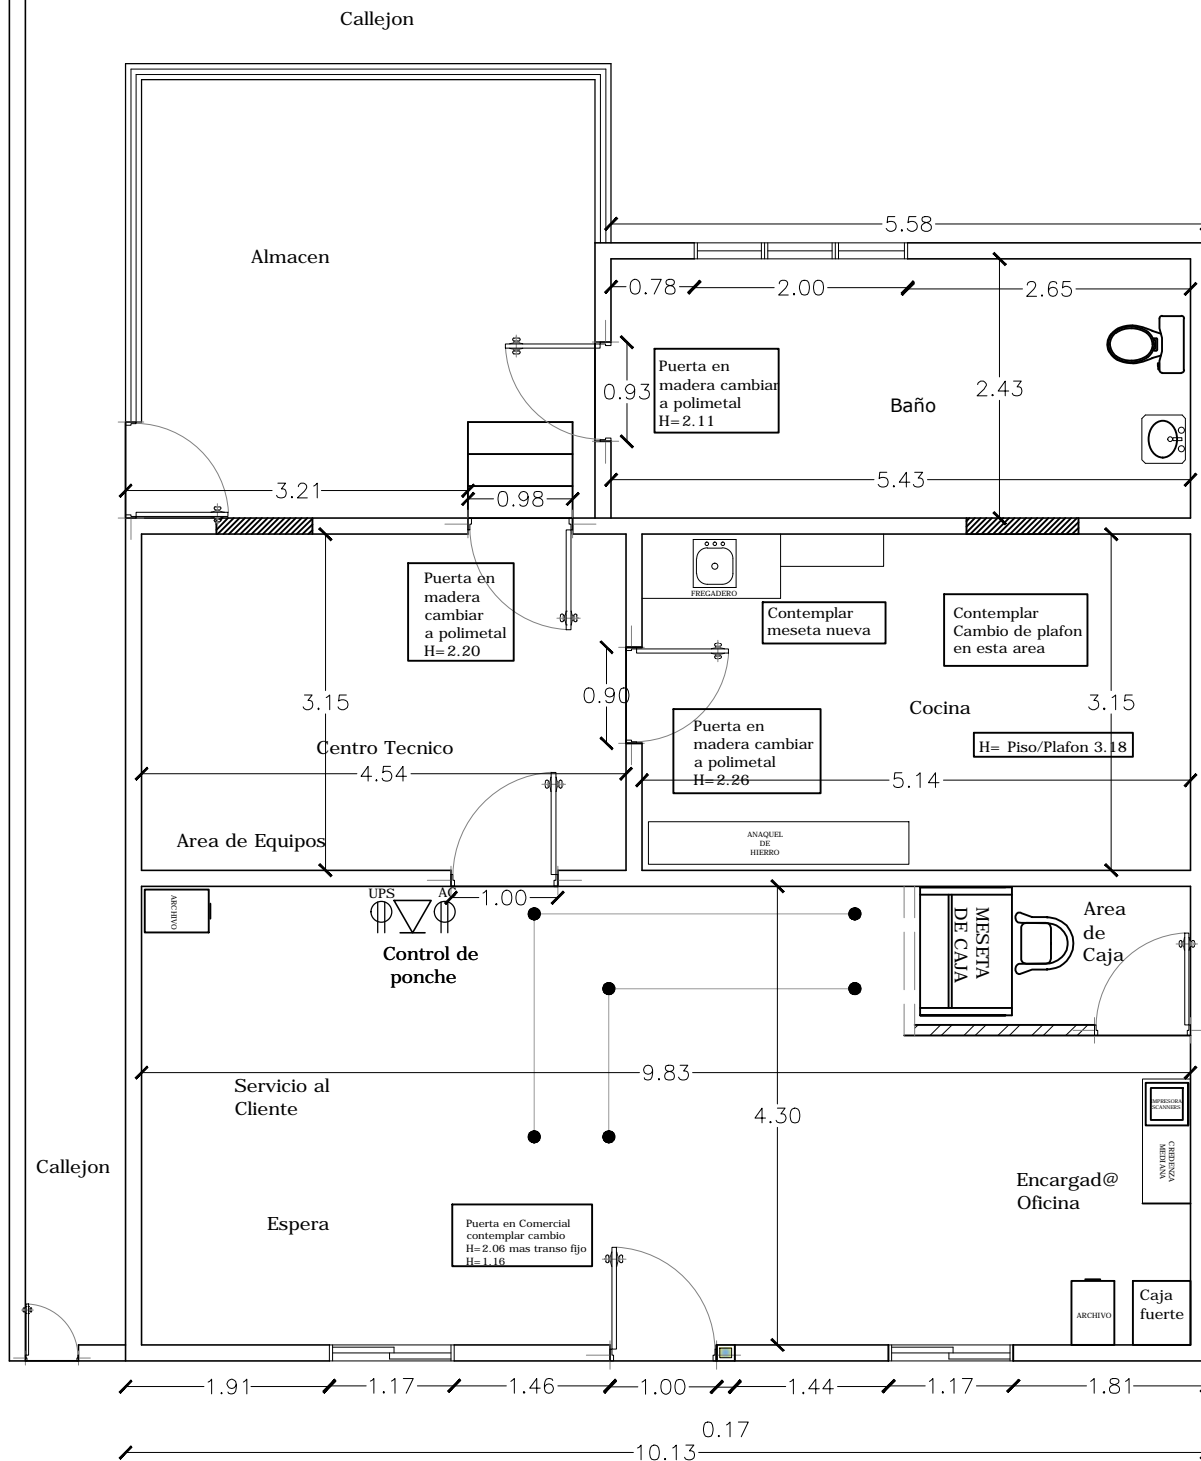 Callejon
5.58
Almacen
0.78
2.00
2.65
Puerta en
madera cambiar
a polimetal
H=2.11
0.93
2.43
Baño
5.43
3.21
0.98
FREGADERO
Puerta en
madera
cambiar
a polimetal
H=2.20
Contemplar
meseta nueva
Contemplar
Cambio de plafon
en esta area
3.15
0.90
3.15
Cocina
Puerta en
madera cambiar
a polimetal
H=2.26
H= Piso/Plafon 3.18
Centro Tecnico
4.54
5.14
Area de Equipos
ANAQUEL
DE
HIERRO
ARCHIVO
UPS
AC
1.00
Control de
ponche
MESETA
DE CAJA
Area
de
Caja
9.83
Servicio al
Cliente
4.30
IMPRESORA
SCANNERS
CREDENZA
MEDIANA
Callejon
Encargad@
Oficina
Espera
Puerta en Comercial
contemplar cambio
H=2.06 mas transo fijo
H=1.16
ARCHIVO
Caja
fuerte
1.91
1.17
1.46
1.00
1.44
1.17
1.81
0.17
10.13